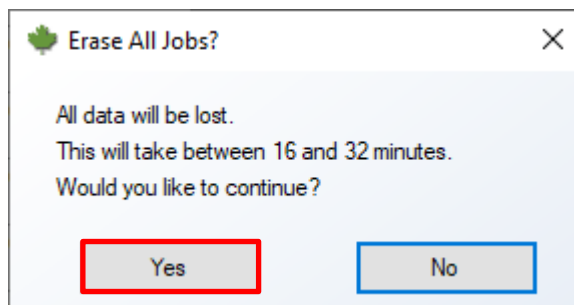 Erase All Jobs?
All data will be lost.
This will take between 16 and 32 minutes.
Would you like to continue?
Yes
No